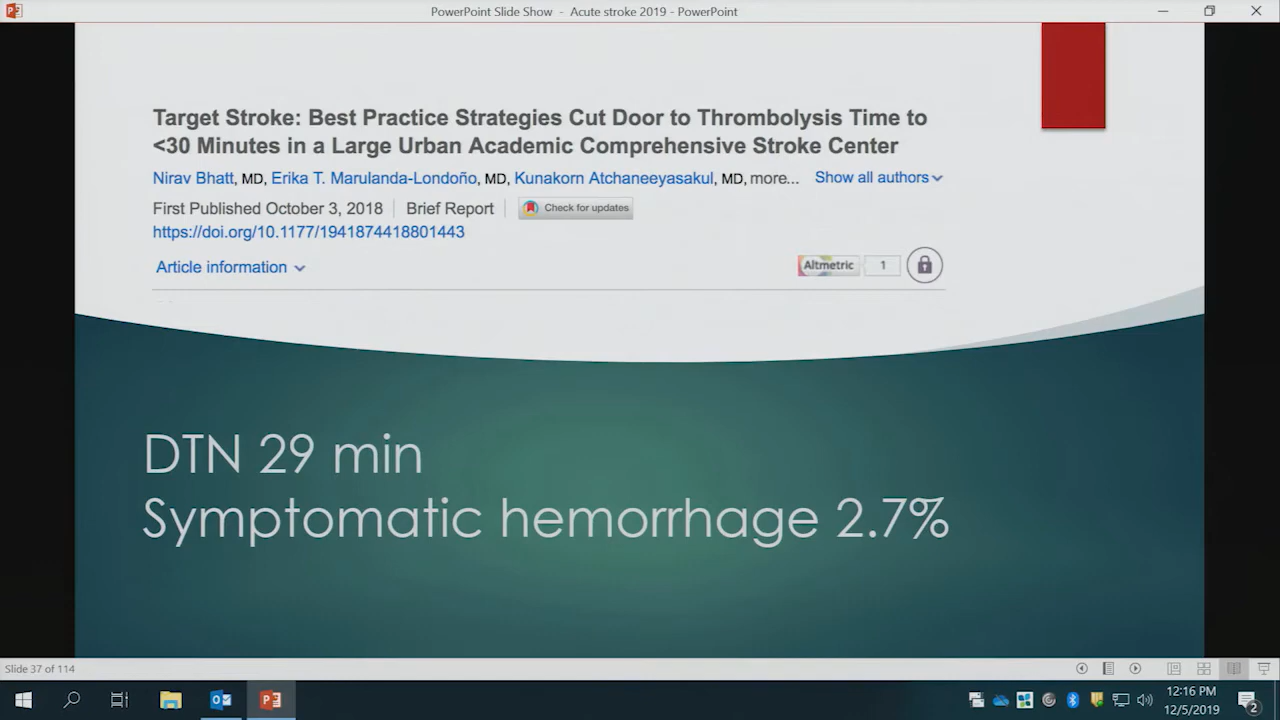 PowerPoint Slide Show - Acute stroke 2019 - PowerPoint
Target Stroke: Best Practice Strategies Cut Door to Thrombolysis Time to
<30 Minutes in a Large Urban Academic Comprehensive Stroke Center
Nirav Bhatt, MD, Erika T. Marulanda-Londoño, MD, Kunakorn Atchaneeyasakul, MD, more... Show all authors
First Published October 3, 2018 Brief Report Check for updates
https://doi.org/10.1177/1941874418801443
Article information
Altmetric 1
DTN 29 min
Symptomatic hemorrhage 2.7%
Slide 37 of 114
12:16 PM
12/5/2019
2